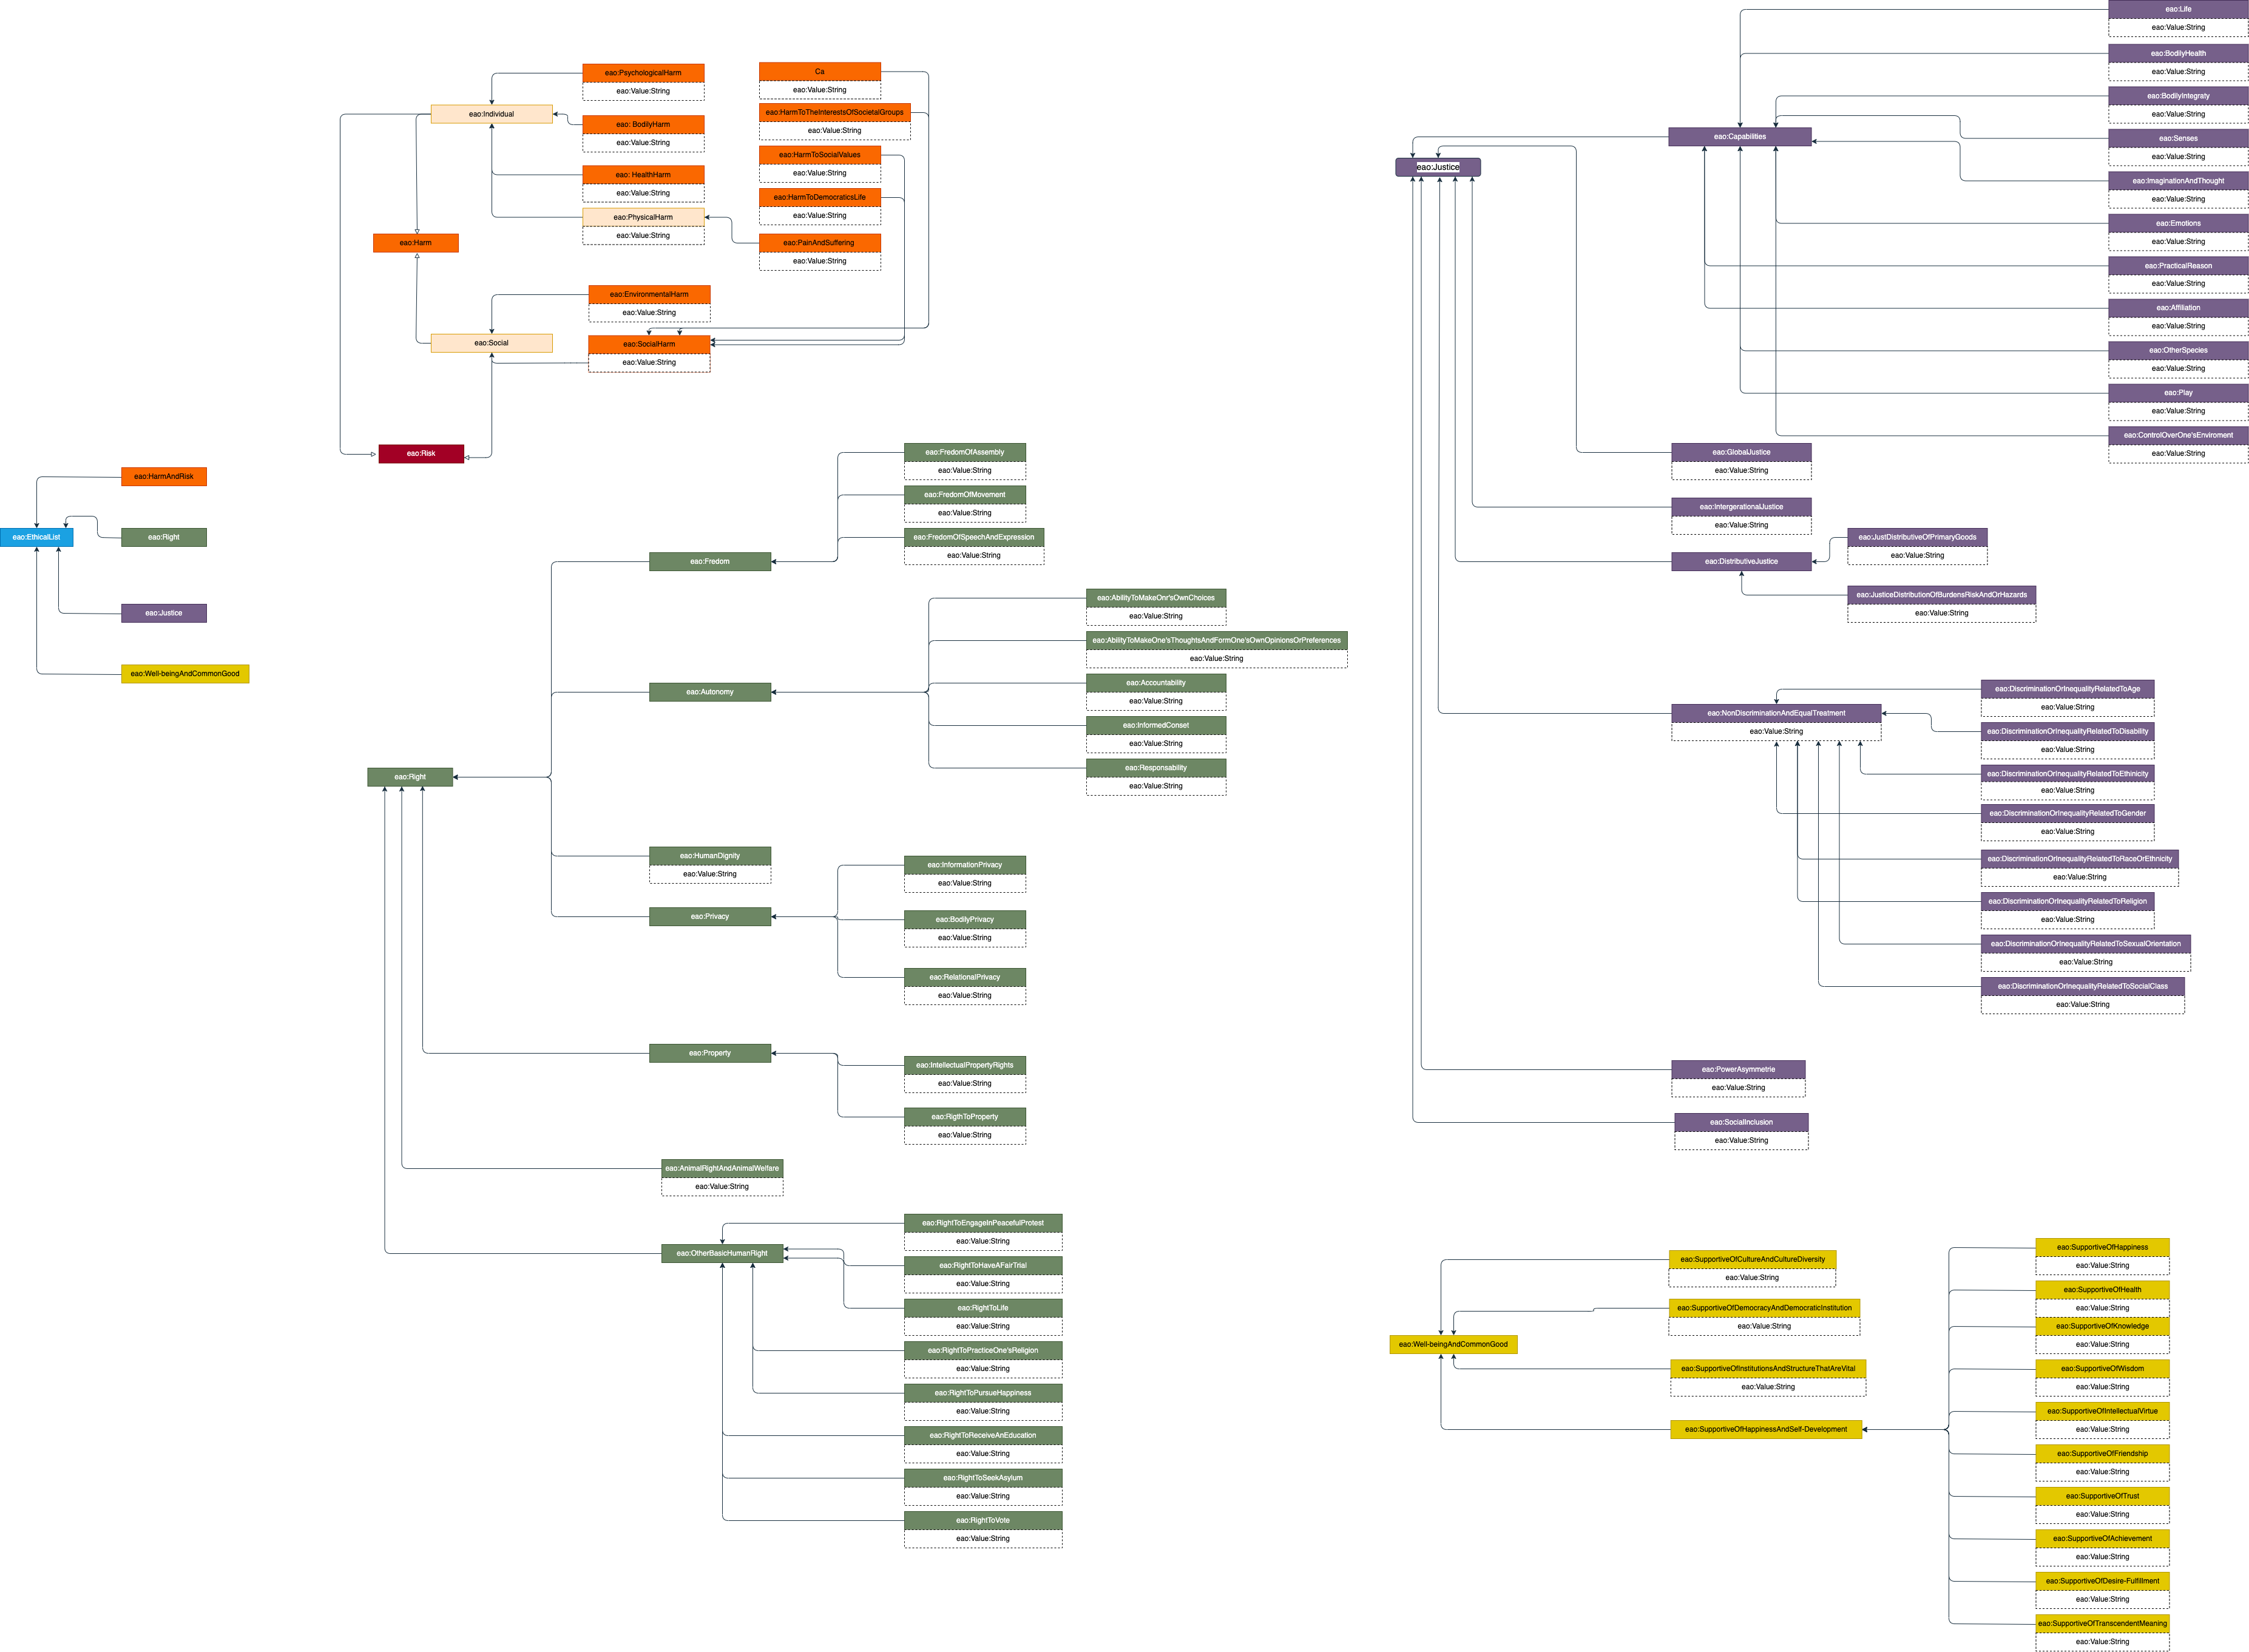 eao:EthicalList
eao:HarmAndRisk
eao:Right
eao:Justice
eao:Well-beingAndCommonGood
eao:Individual
eao:Harm
eao:Social
eao:Risk
eao:PsychologicalHarm
eao:Value:String
eao: BodilyHarm
eao:Value:String
eao: HealthHarm
eao:Value:String
eao:PhysicalHarm
eao:Value:String
eao:EnvironmentalHarm
eao:Value:String
eao:SocialHarm
eao:Value:String
Ca
eao:Value:String
eao:HarmToTheInterestsOfSocietalGroups
eao:Value:String
eao:HarmToSocialValues
eao:Value:String
eao:HarmToDemocraticsLife
eao:Value:String
eao:PainAndSuffering
eao:Value:String
eao:Right
eao:Fredom
eao:FredomOfAssembly
eao:Value:String
eao:FredomOfMovement
eao:Value:String
eao:FredomOfSpeechAndExpression
eao:Value:String
eao:Autonomy
eao:AbilityToMakeOnr'sOwnChoices
eao:Value:String
eao:AbilityToMakeOne'sThoughtsAndFormOne'sOwnOpinionsOrPreferences
eao:Value:String
eao:Accountability
eao:Value:String
eao:InformedConset
eao:Value:String
eao:Responsability
eao:Value:String
eao:HumanDignity
eao:Value:String
eao:Privacy
eao:InformationPrivacy
eao:Value:String
eao:BodilyPrivacy
eao:Value:String
eao:RelationalPrivacy
eao:Value:String
eao:Property
eao:IntellectualPropertyRights
eao:Value:String
eao:RigthToProperty
eao:Value:String
eao:AnimalRightAndAnimalWelfare
eao:Value:String
eao:OtherBasicHumanRight
eao:RightToEngageInPeacefulProtest
eao:Value:String
eao:RightToHaveAFairTrial
eao:Value:String
eao:RightToLife
eao:Value:String
eao:RightToPracticeOne'sReligion
eao:Value:String
eao:RightToPursueHappiness
eao:Value:String
eao:RightToReceiveAnEducation
eao:Value:String
eao:RightToSeekAsylum
eao:Value:String
eao:RightToVote
eao:Value:String
eao:Justice
eao:Capabilities
eao:Life
eao:Value:String
eao:BodilyHealth
eao:Value:String
eao:BodilyIntegraty
eao:Value:String
eao:Senses
eao:Value:String
eao:ImaginationAndThought
eao:Value:String
eao:Emotions
eao:Value:String
eao:PracticalReason
eao:Value:String
eao:Affiliation
eao:Value:String
eao:OtherSpecies
eao:Value:String
eao:Play
eao:Value:String
eao:ControlOverOne'sEnviroment
eao:Value:String
eao:GlobalJustice
eao:Value:String
eao:IntergerationalJustice
eao:Value:String
eao:DistributiveJustice
eao:JustDistributiveOfPrimaryGoods
eao:Value:String
eao:JusticeDistributionOfBurdensRiskAndOrHazards
eao:Value:String
eao:NonDiscriminationAndEqualTreatment
eao:Value:String
eao:DiscriminationOrInequalityRelatedToAge
eao:Value:String
eao:DiscriminationOrInequalityRelatedToDisability
eao:Value:String
eao:DiscriminationOrInequalityRelatedToEthinicity
eao:Value:String
eao:DiscriminationOrInequalityRelatedToGender
eao:Value:String
eao:DiscriminationOrInequalityRelatedToRaceOrEthnicity
eao:Value:String
eao:DiscriminationOrInequalityRelatedToReligion
eao:Value:String
eao:DiscriminationOrInequalityRelatedToSexualOrientation
eao:Value:String
eao:DiscriminationOrInequalityRelatedToSocialClass
eao:Value:String
eao:PowerAsymmetrie
eao:Value:String
eao:SocialInclusion
eao:Value:String
eao:Well-beingAndCommonGood
eao:SupportiveOfCultureAndCultureDiversity
eao:Value:String
eao:SupportiveOfDemocracyAndDemocraticInstitution
eao:Value:String
eao:SupportiveOfInstitutionsAndStructureThatAreVital
eao:Value:String
eao:SupportiveOfHappinessAndSelf-Development
eao:SupportiveOfHappiness
eao:Value:String
eao:SupportiveOfHealth
eao:Value:String
eao:SupportiveOfKnowledge
eao:Value:String
eao:SupportiveOfWisdom
eao:Value:String
eao:SupportiveOfIntellectualVirtue
eao:Value:String
eao:SupportiveOfFriendship
eao:Value:String
eao:SupportiveOfTrust
eao:Value:String
eao:SupportiveOfAchievement
eao:Value:String
eao:SupportiveOfDesire-Fulfillment
eao:Value:String
eao:SupportiveOfTranscendentMeaning
eao:Value:String